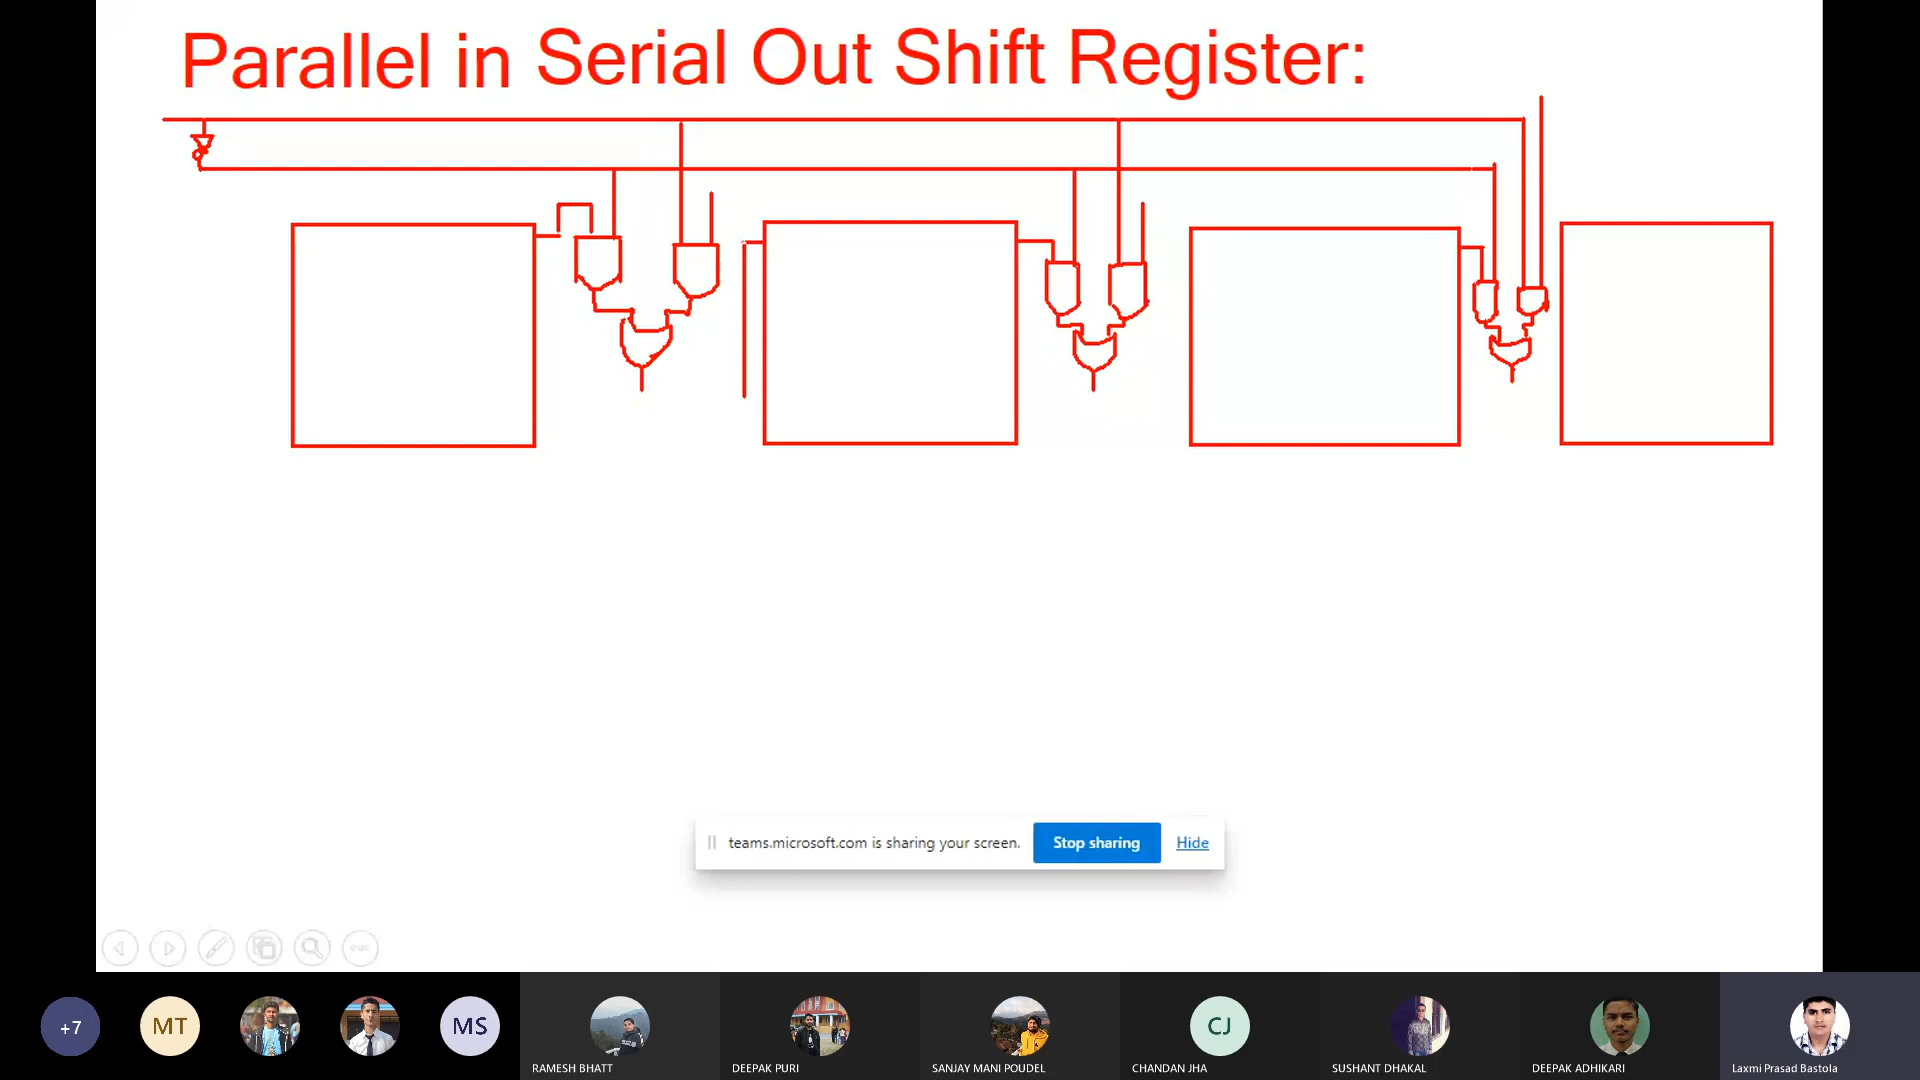 Parallel in Serial Out Shift Register:
teams.microsoft.com is sharing your screen. Stop sharing Hide
+7 MT MS CJ
RAMESH BHATT DEEPAK PURI SANJAY MANI POUDEL CHANDAN JHA SUSHANT DHAKAL DEEPAK ADHIKARI Laxmi Prasad Bastola